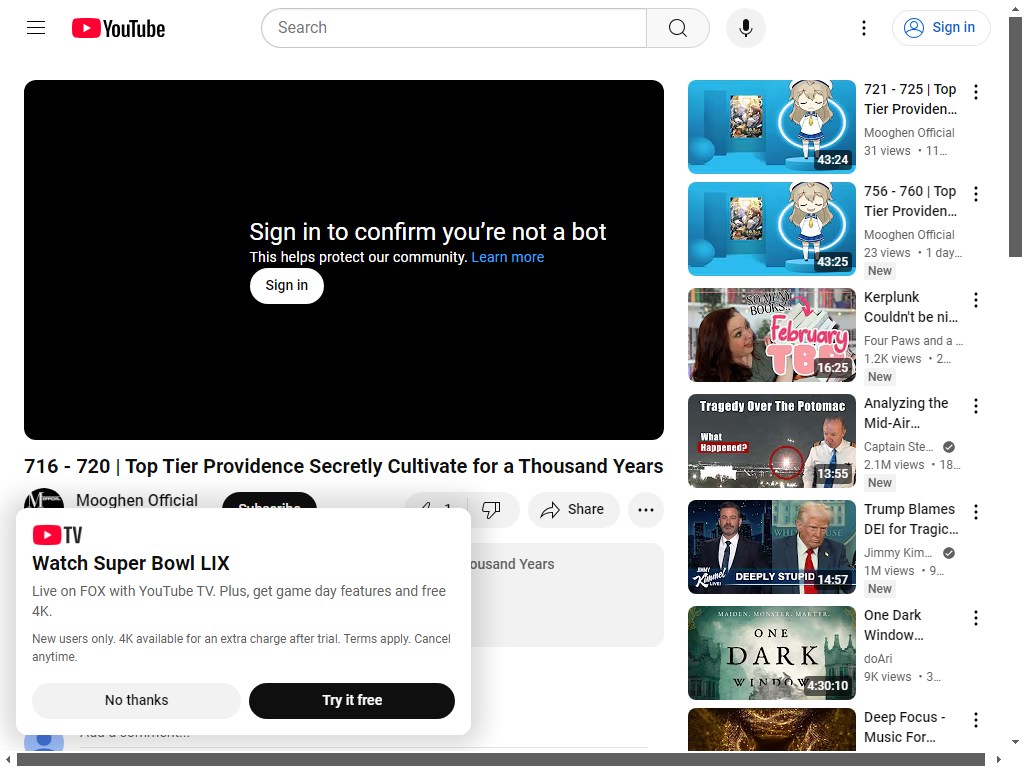 YouTube
Search
Sign in
Sign in to confirm you're not a bot
This helps protect our community. Learn more
Sign in
716 - 720 | Top Tier Providence Secretly Cultivate for a Thousand Years
Mooghen Official
Subscribe
1
Share
ousand Years
TV
Watch Super Bowl LIX
Live on FOX with YouTube TV. Plus, get game day features and free
4K.
New users only. 4K available for an extra charge after trial. Terms apply. Cancel
anytime.
No thanks
Try it free
Add a comment...
43:24
721 - 725 | Top
Tier Providen...
Mooghen Official
31 views • 11...
43:25
756 - 760 | Top
Tier Providen...
Mooghen Official
23 views • 1 day...
New
SO MANY
BOOKS..
February
TBR
16:25
Kerplunk
Couldn't be ni...
Four Paws and a ...
1.2K views • 2...
New
Tragedy Over The Potomac
What
Happened?
13:55
Analyzing the
Mid-Air...
Captain Ste...
2.1M views • 18...
New
JIMMY
Kimmel
LIVE!
DEEPLY STUPID
14:57
Trump Blames
DEI for Tragic...
Jimmy Kim...
1M views • 9...
New
MAIDEN. MONSTER. MARTYR.
ONE
DARK
WINDOW
4:30:10
One Dark
Window...
doAri
9K views • 3...
Deep Focus -
Music For...